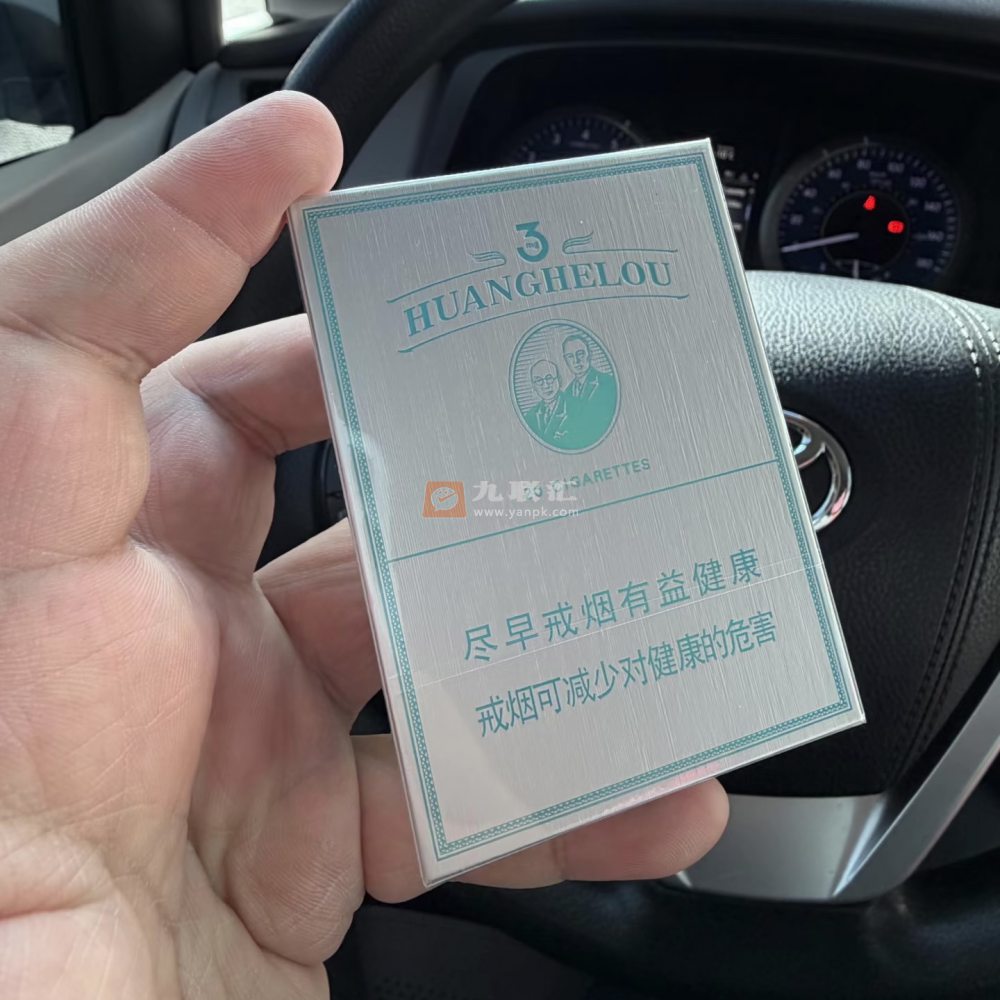 3
HUANGHELOU
20 CIGARETTES
九联汇
www.yanpk.com
尽早戒烟有益健康
戒烟可减少对健康的危害